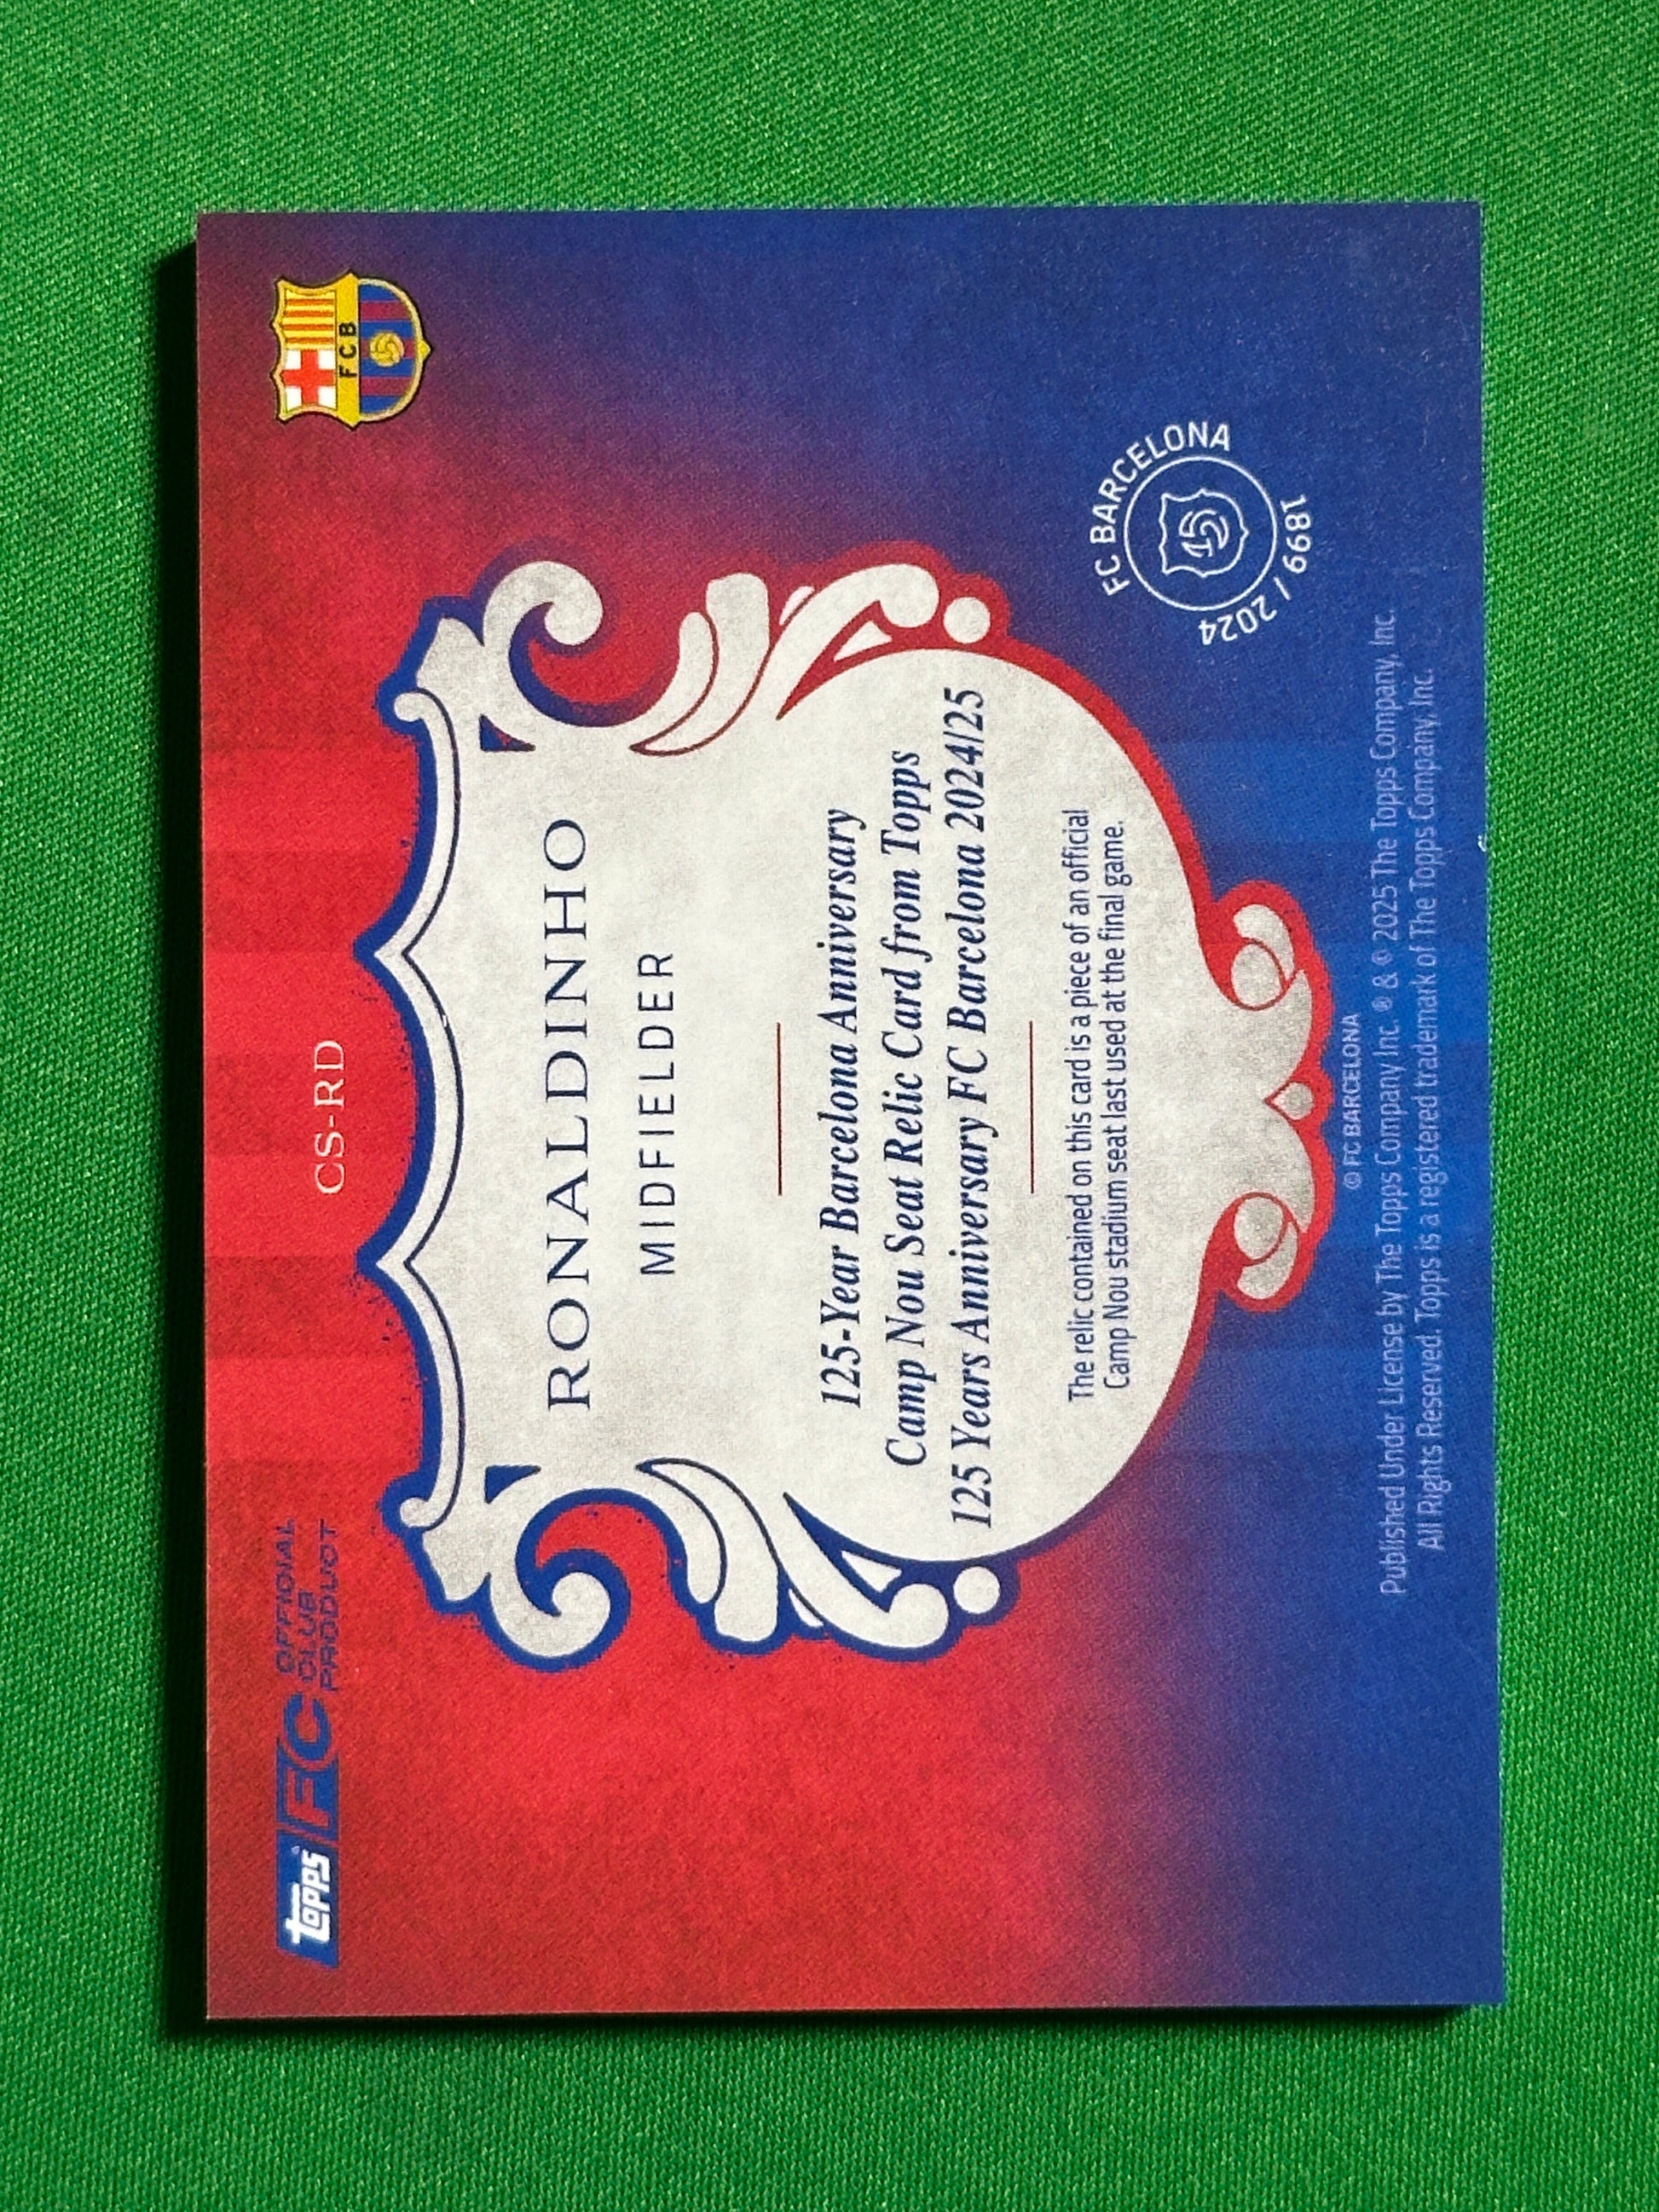 topps FC OFFICIAL
CLUB
PRODUCT
CS-RD
FCB
RONALDINHO
MIDFIELDER
125-Year Barcelona Anniversary
Camp Nou Seat Relic Card from Topps
125 Years Anniversary FC Barcelona 2024/25
The relic contained on this card is a piece of an official
Camp Nou stadium seat last used at the final game.
FC BARCELONA
1899 / 2024
© FC BARCELONA
Published Under License by The Topps Company Inc. ® & © 2025 The Topps Company, Inc.
All Rights Reserved. Topps is a registered trademark of The Topps Company, Inc.